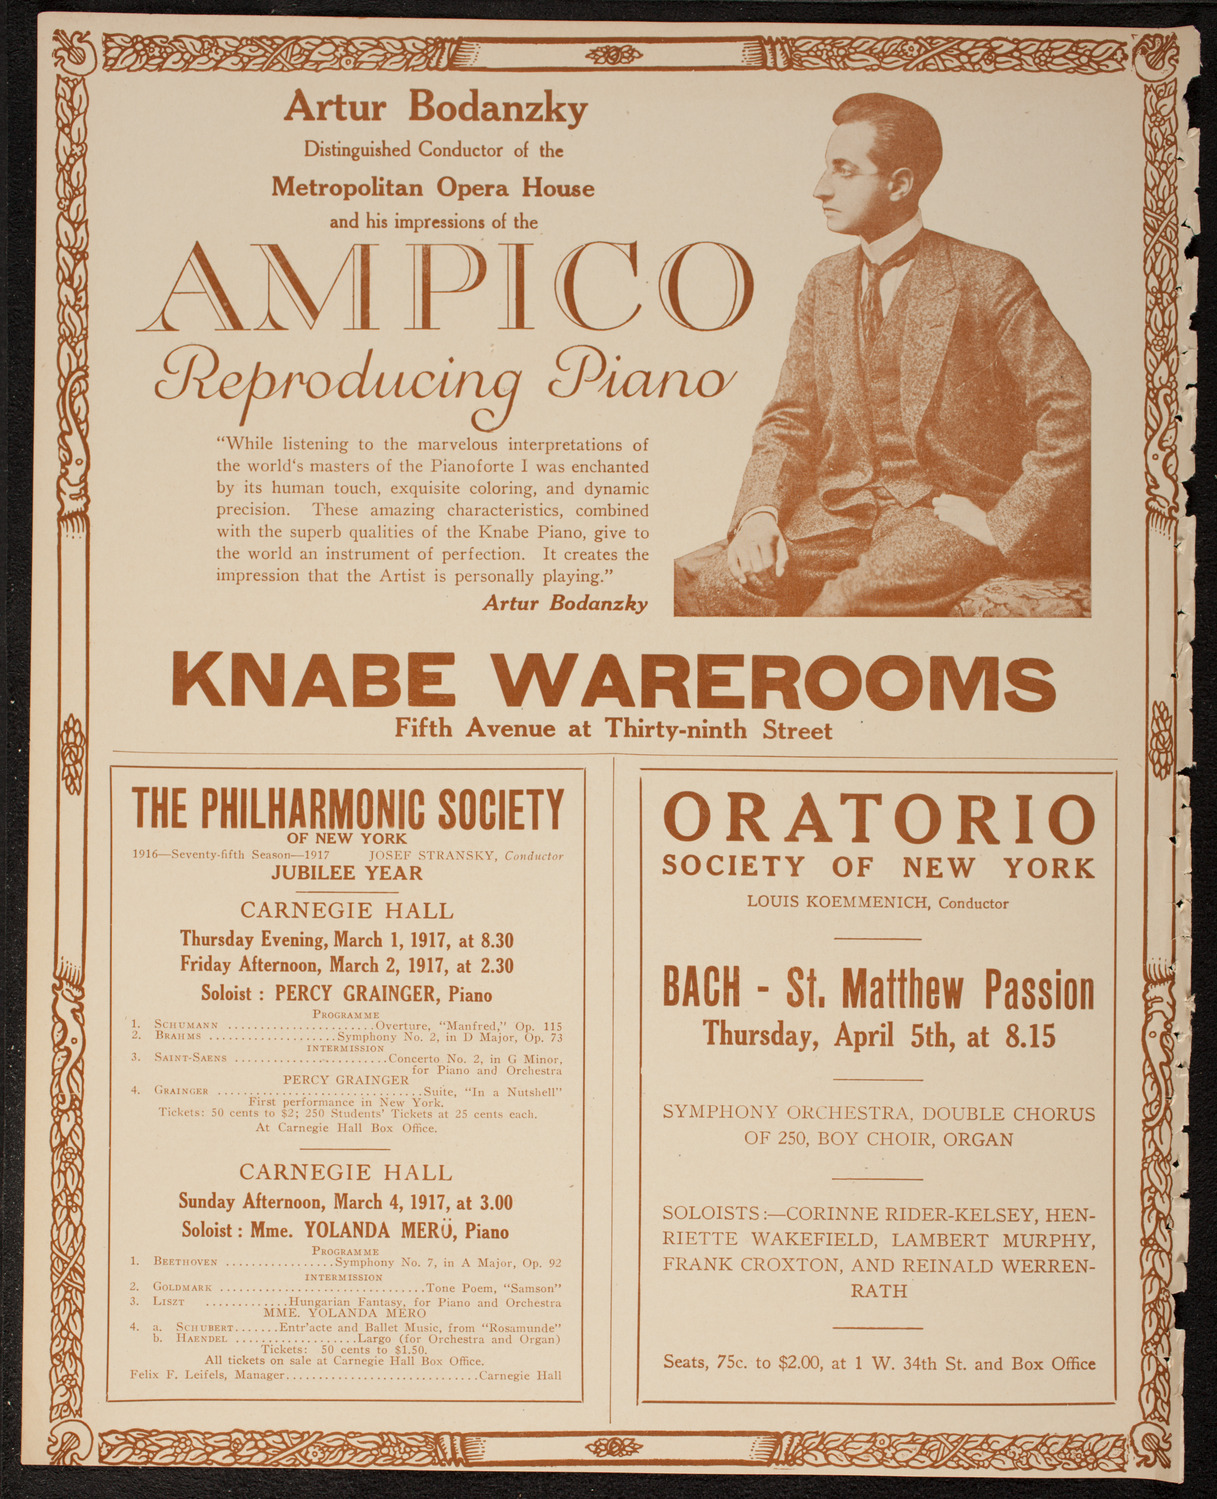 Artur Bodanzky
Distinguished Conductor of the
Metropolitan Opera House
and his impressions of the
AMPICO
Reproducing Piano
“While listening to the marvelous interpretations of
the world‘s masters of the Pianoforte I was enchanted
by its human touch, exquisite coloring, and dynamic
precision. These amazing characteristics, combined
with the superb qualities of the Knabe Piano, give to
the world an instrument of perfection. It creates the
impression that the Artist is personally playing.”
Artur Bodanzky
KNABE WAREROOMS
Fifth Avenue at Thirty-ninth Street
THE PHILHARMONIC SOCIETY
OF NEW YORK
1916—Seventy-fifth Season—1917 JOSEF STRANSKY, Conductor
JUBILEE YEAR
CARNEGIE HALL
Thursday Evening, March 1, 1917, at 8.30
Friday Afternoon, March 2, 1917, at 2.30
Soloist : PERCY GRAINGER, Piano
PROGRAMME
1. SCHUMANN .......................Overture, “Manfred,” Op. 115
2. BRAHMS ....................Symphony No. 2, in D Major, Op. 73
INTERMISSION
3. SAINT-SAENS ........................Concerto No. 2, in G Minor,
for Piano and Orchestra
PERCY GRAINGER
4. GRAINGER ................................Suite, “In a Nutshell”
First performance in New York.
Tickets: 50 cents to $2; 250 Students’ Tickets at 25 cents each.
At Carnegie Hall Box Office.
CARNEGIE HALL
Sunday Afternoon, March 4, 1917, at 3.00
Soloist : Mme. YOLANDA MERÜ, Piano
PROGRAMME
1. BEETHOVEN .................Symphony No. 7, in A Major, Op. 92
INTERMISSION
2. GOLDMARK ................................Tone Poem, “Samson”
3. LISZT .............Hungarian Fantasy, for Piano and Orchestra
MME. YOLANDA MERO
4. a. SCHUBERT.......Entr’acte and Ballet Music, from “Rosamunde”
b. HAENDEL ...................Largo (for Orchestra and Organ)
Tickets: 50 cents to $1.50.
All tickets on sale at Carnegie Hall Box Office.
Felix F. Leifels, Manager..............................Carnegie Hall
ORATORIO
SOCIETY OF NEW YORK
LOUIS KOEMMENICH, Conductor
BACH - St. Matthew Passion
Thursday, April 5th, at 8.15
SYMPHONY ORCHESTRA, DOUBLE CHORUS
OF 250, BOY CHOIR, ORGAN
SOLOISTS:—CORINNE RIDER-KELSEY, HEN-
RIETTE WAKEFIELD, LAMBERT MURPHY,
FRANK CROXTON, AND REINALD WERREN-
RATH
Seats, 75c. to $2.00, at 1 W. 34th St. and Box Office